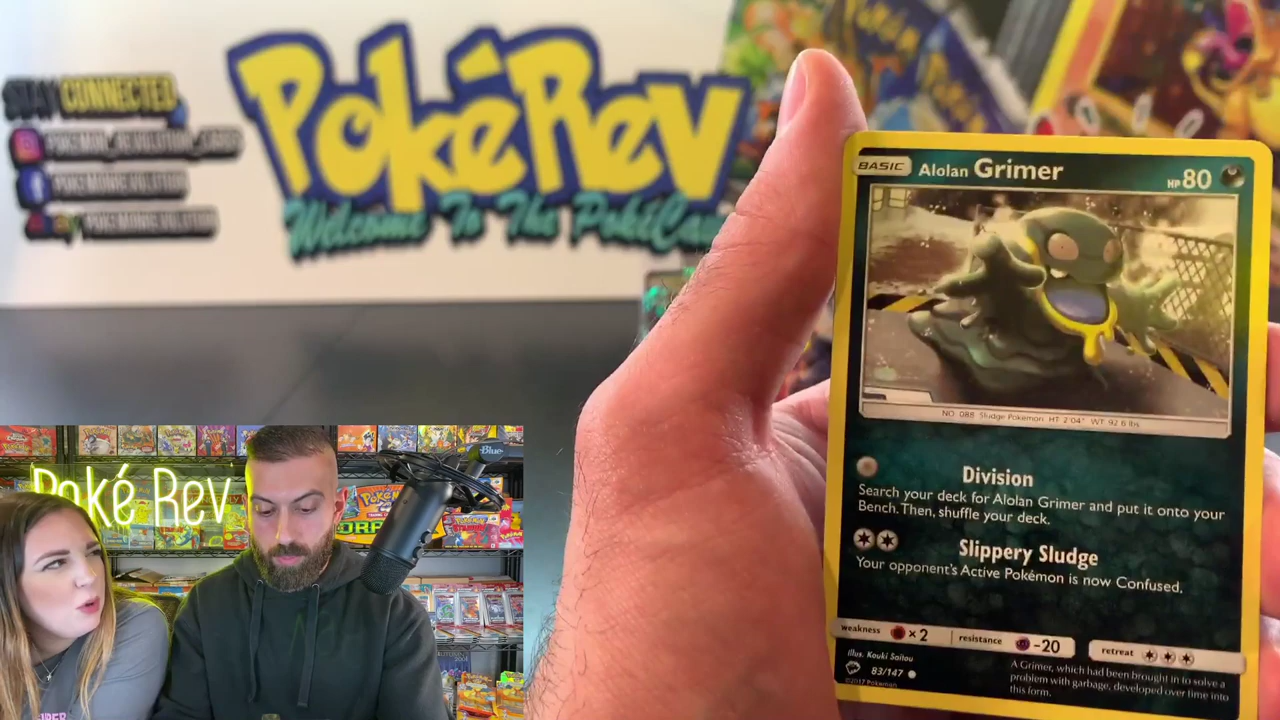 STAY CONNECTED
PokéRev
Welcome To The PokéCave
BASIC Alolan Grimer HP 80
NO. 088 Sludge Pokémon HT: 2'04" WT: 92.6 lbs.
Division
Search your deck for Alolan Grimer and put it onto your
Bench. Then, shuffle your deck.
Slippery Sludge
Your opponent's Active Pokémon is now Confused.
weakness ×2 resistance -20 retreat
Illus. Kouki Saitou
83/147
©2017 Pokémon
A Grimer, which had been brought in to solve a
problem with garbage, developed over time into
this form.
Poké Rev
Blue